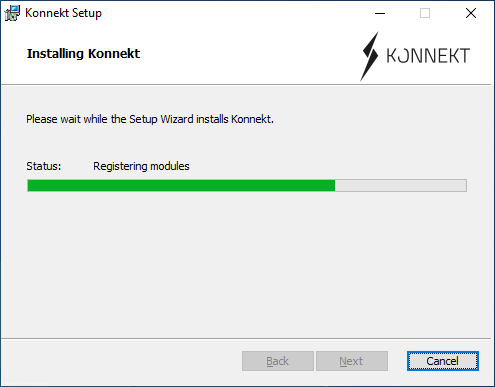 Konnekt Setup
Installing Konnekt
KONNEKT
Please wait while the Setup Wizard installs Konnekt.
Status: Registering modules
Back Next Cancel